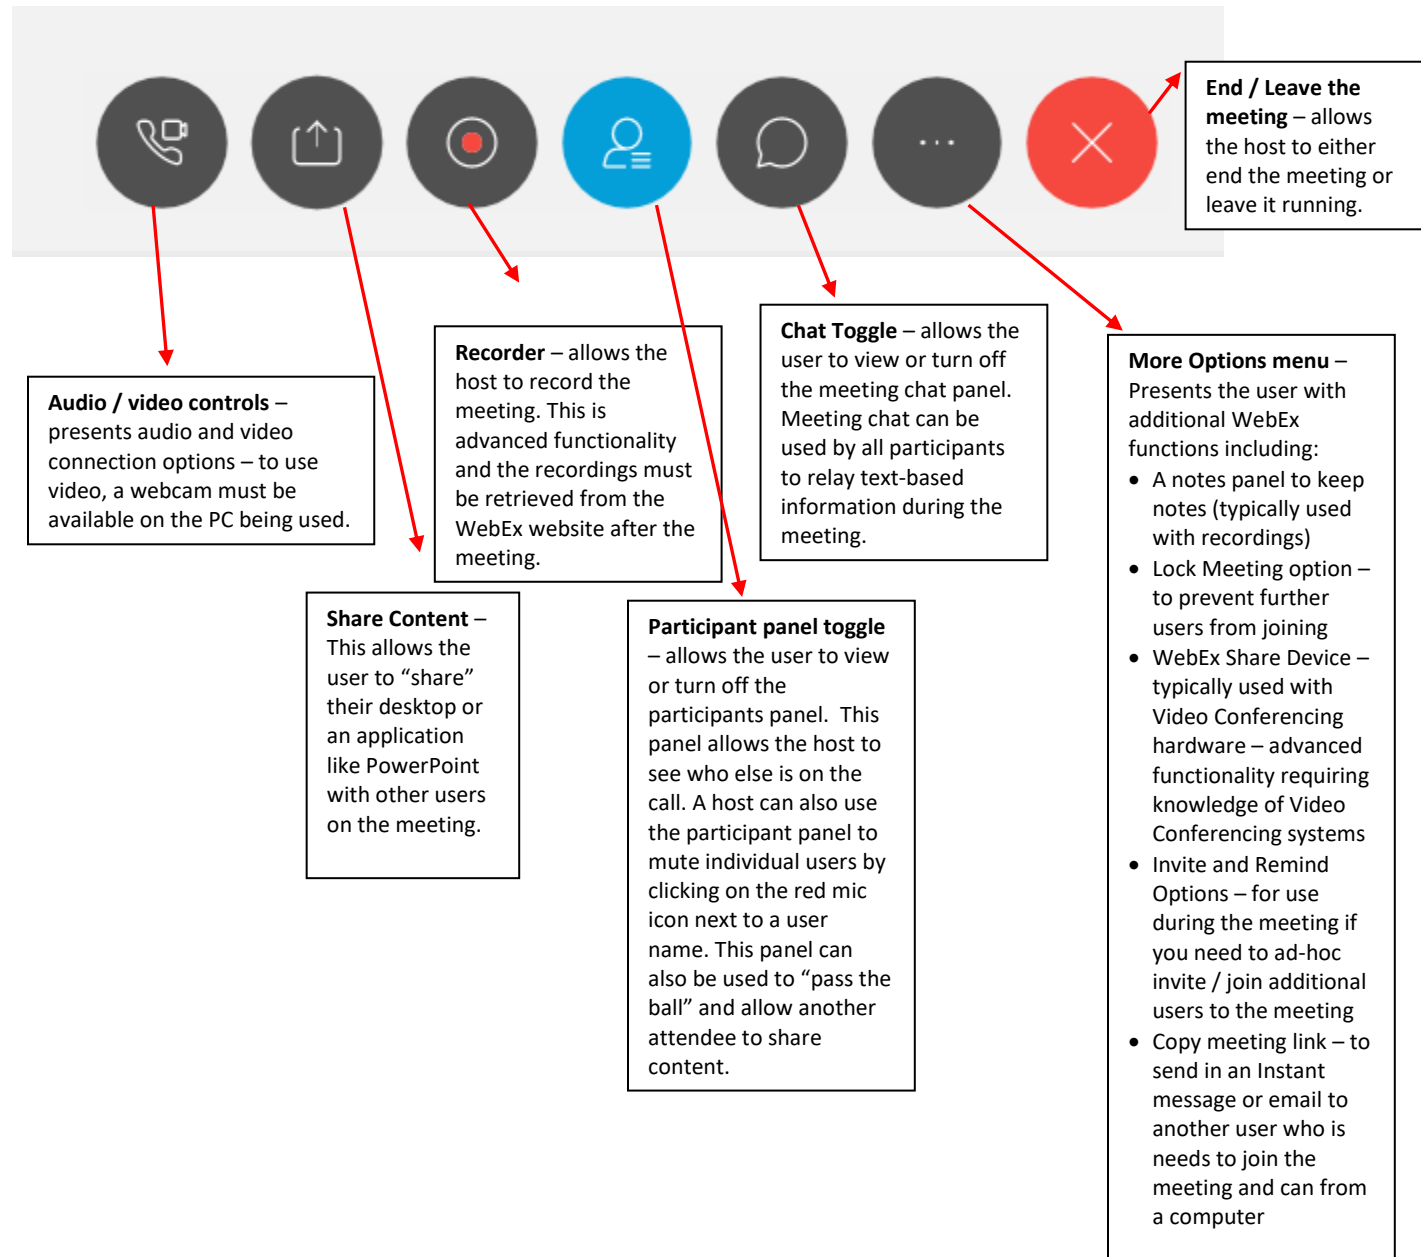 End / Leave the
meeting – allows
the host to either
end the meeting or
leave it running.
Audio / video controls –
presents audio and video
connection options – to use
video, a webcam must be
available on the PC being used.
Share Content –
This allows the
user to “share”
their desktop or
an application
like PowerPoint
with other users
on the meeting.
Recorder – allows the
host to record the
meeting. This is
advanced functionality
and the recordings must
be retrieved from the
WebEx website after the
meeting.
Participant panel toggle
– allows the user to view
or turn off the
participants panel.  This
panel allows the host to
see who else is on the
call. A host can also use
the participant panel to
mute individual users by
clicking on the red mic
icon next to a user
name. This panel can
also be used to “pass the
ball” and allow another
attendee to share
content.
Chat Toggle – allows the
user to view or turn off
the meeting chat panel.
Meeting chat can be
used by all participants
to relay text-based
information during the
meeting.
More Options menu –
Presents the user with
additional WebEx
functions including:
• A notes panel to keep
notes (typically used
with recordings)
• Lock Meeting option –
to prevent further
users from joining
• WebEx Share Device –
typically used with
Video Conferencing
hardware – advanced
functionality requiring
knowledge of Video
Conferencing systems
• Invite and Remind
Options – for use
during the meeting if
you need to ad-hoc
invite / join additional
users to the meeting
• Copy meeting link – to
send in an Instant
message or email to
another user who is
needs to join the
meeting and can from
a computer